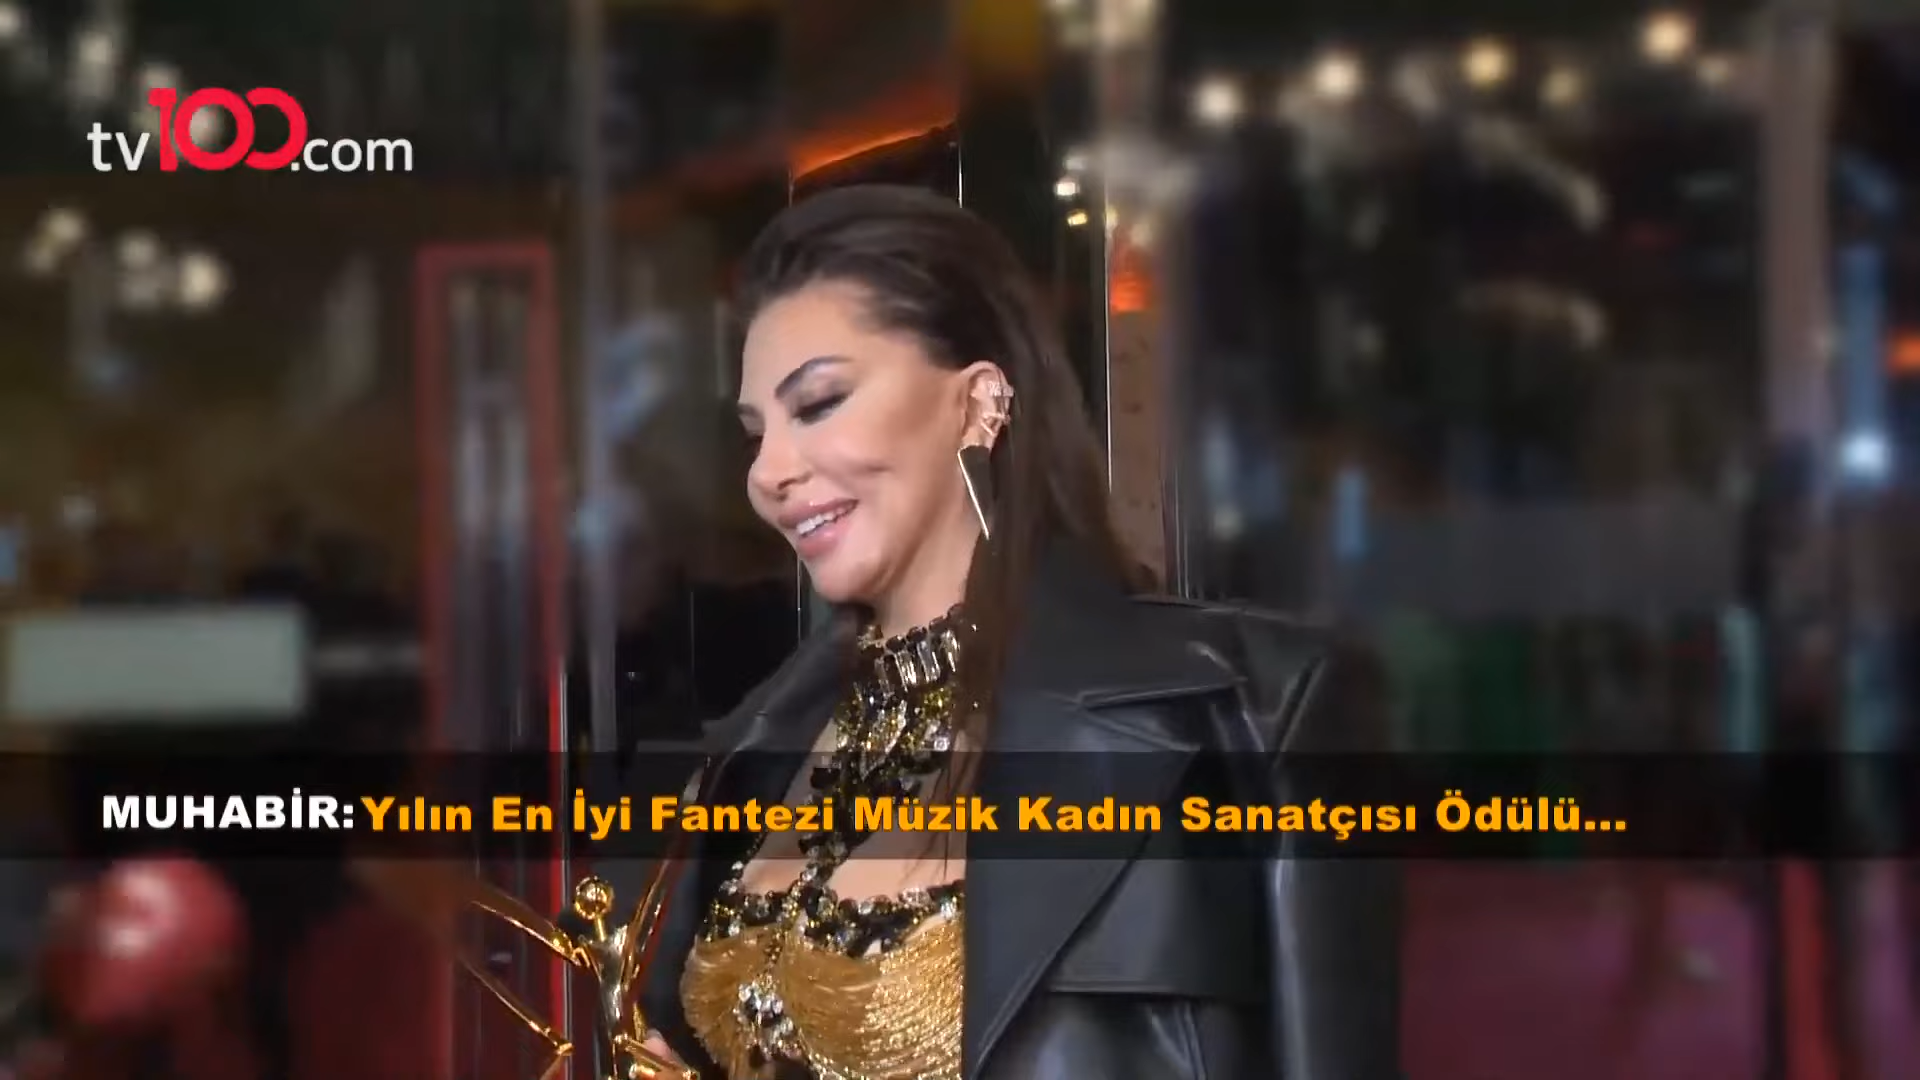 tv100.com
MUHABİR: Yılın En İyi Fantezi Müzik Kadın Sanatçısı Ödülü...